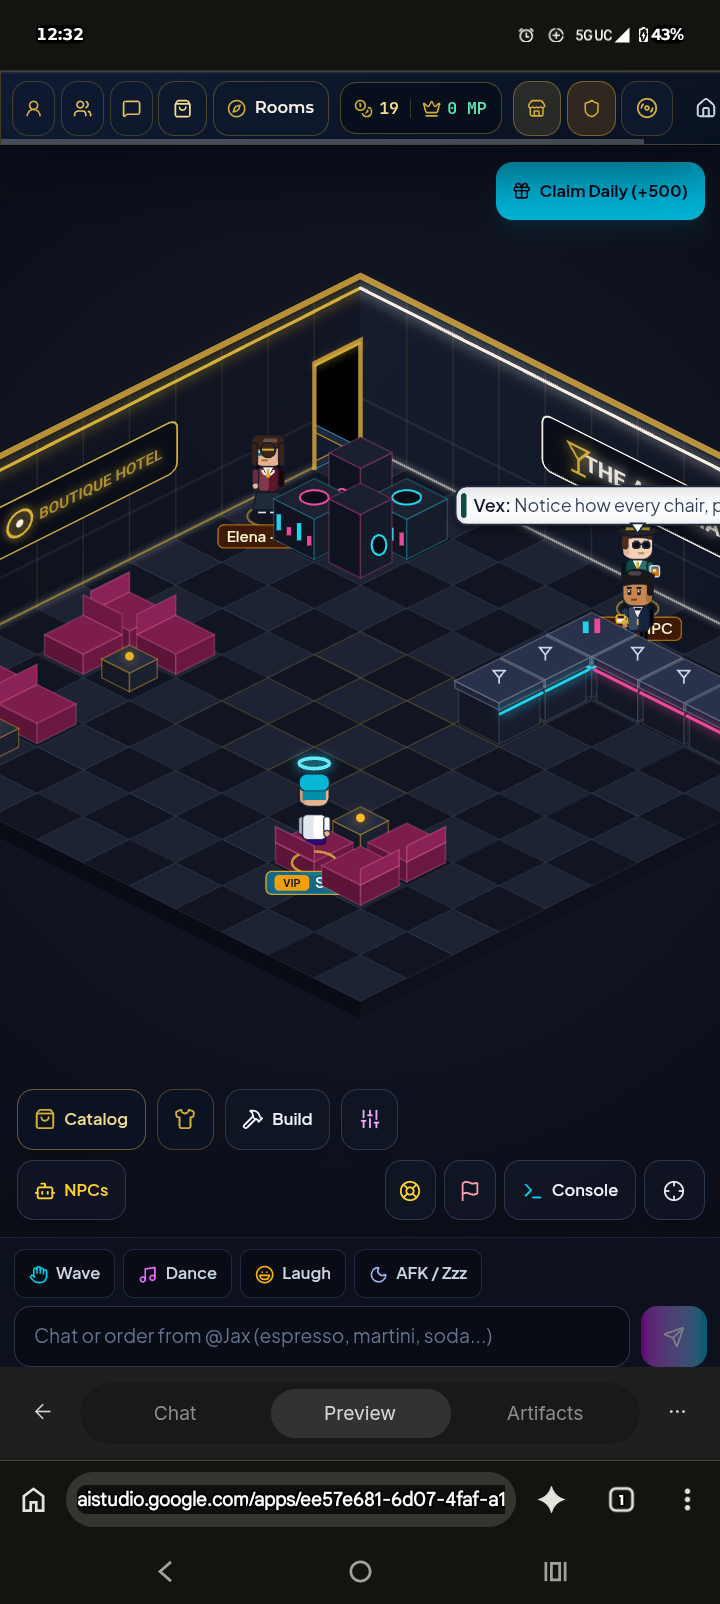 12:32
5G UC 43%
Rooms
19
0 MP
Claim Daily (+500)
BOUTIQUE HOTEL
THE
Vex: Notice how every chair,
Elena
VIP
Catalog
Build
NPCs
Console
Wave
Dance
Laugh
AFK / Zzz
Chat or order from @Jax (espresso, martini, soda...)
Chat
Preview
Artifacts
aistudio.google.com/apps/ee57e681-6d07-4faf-a1
1